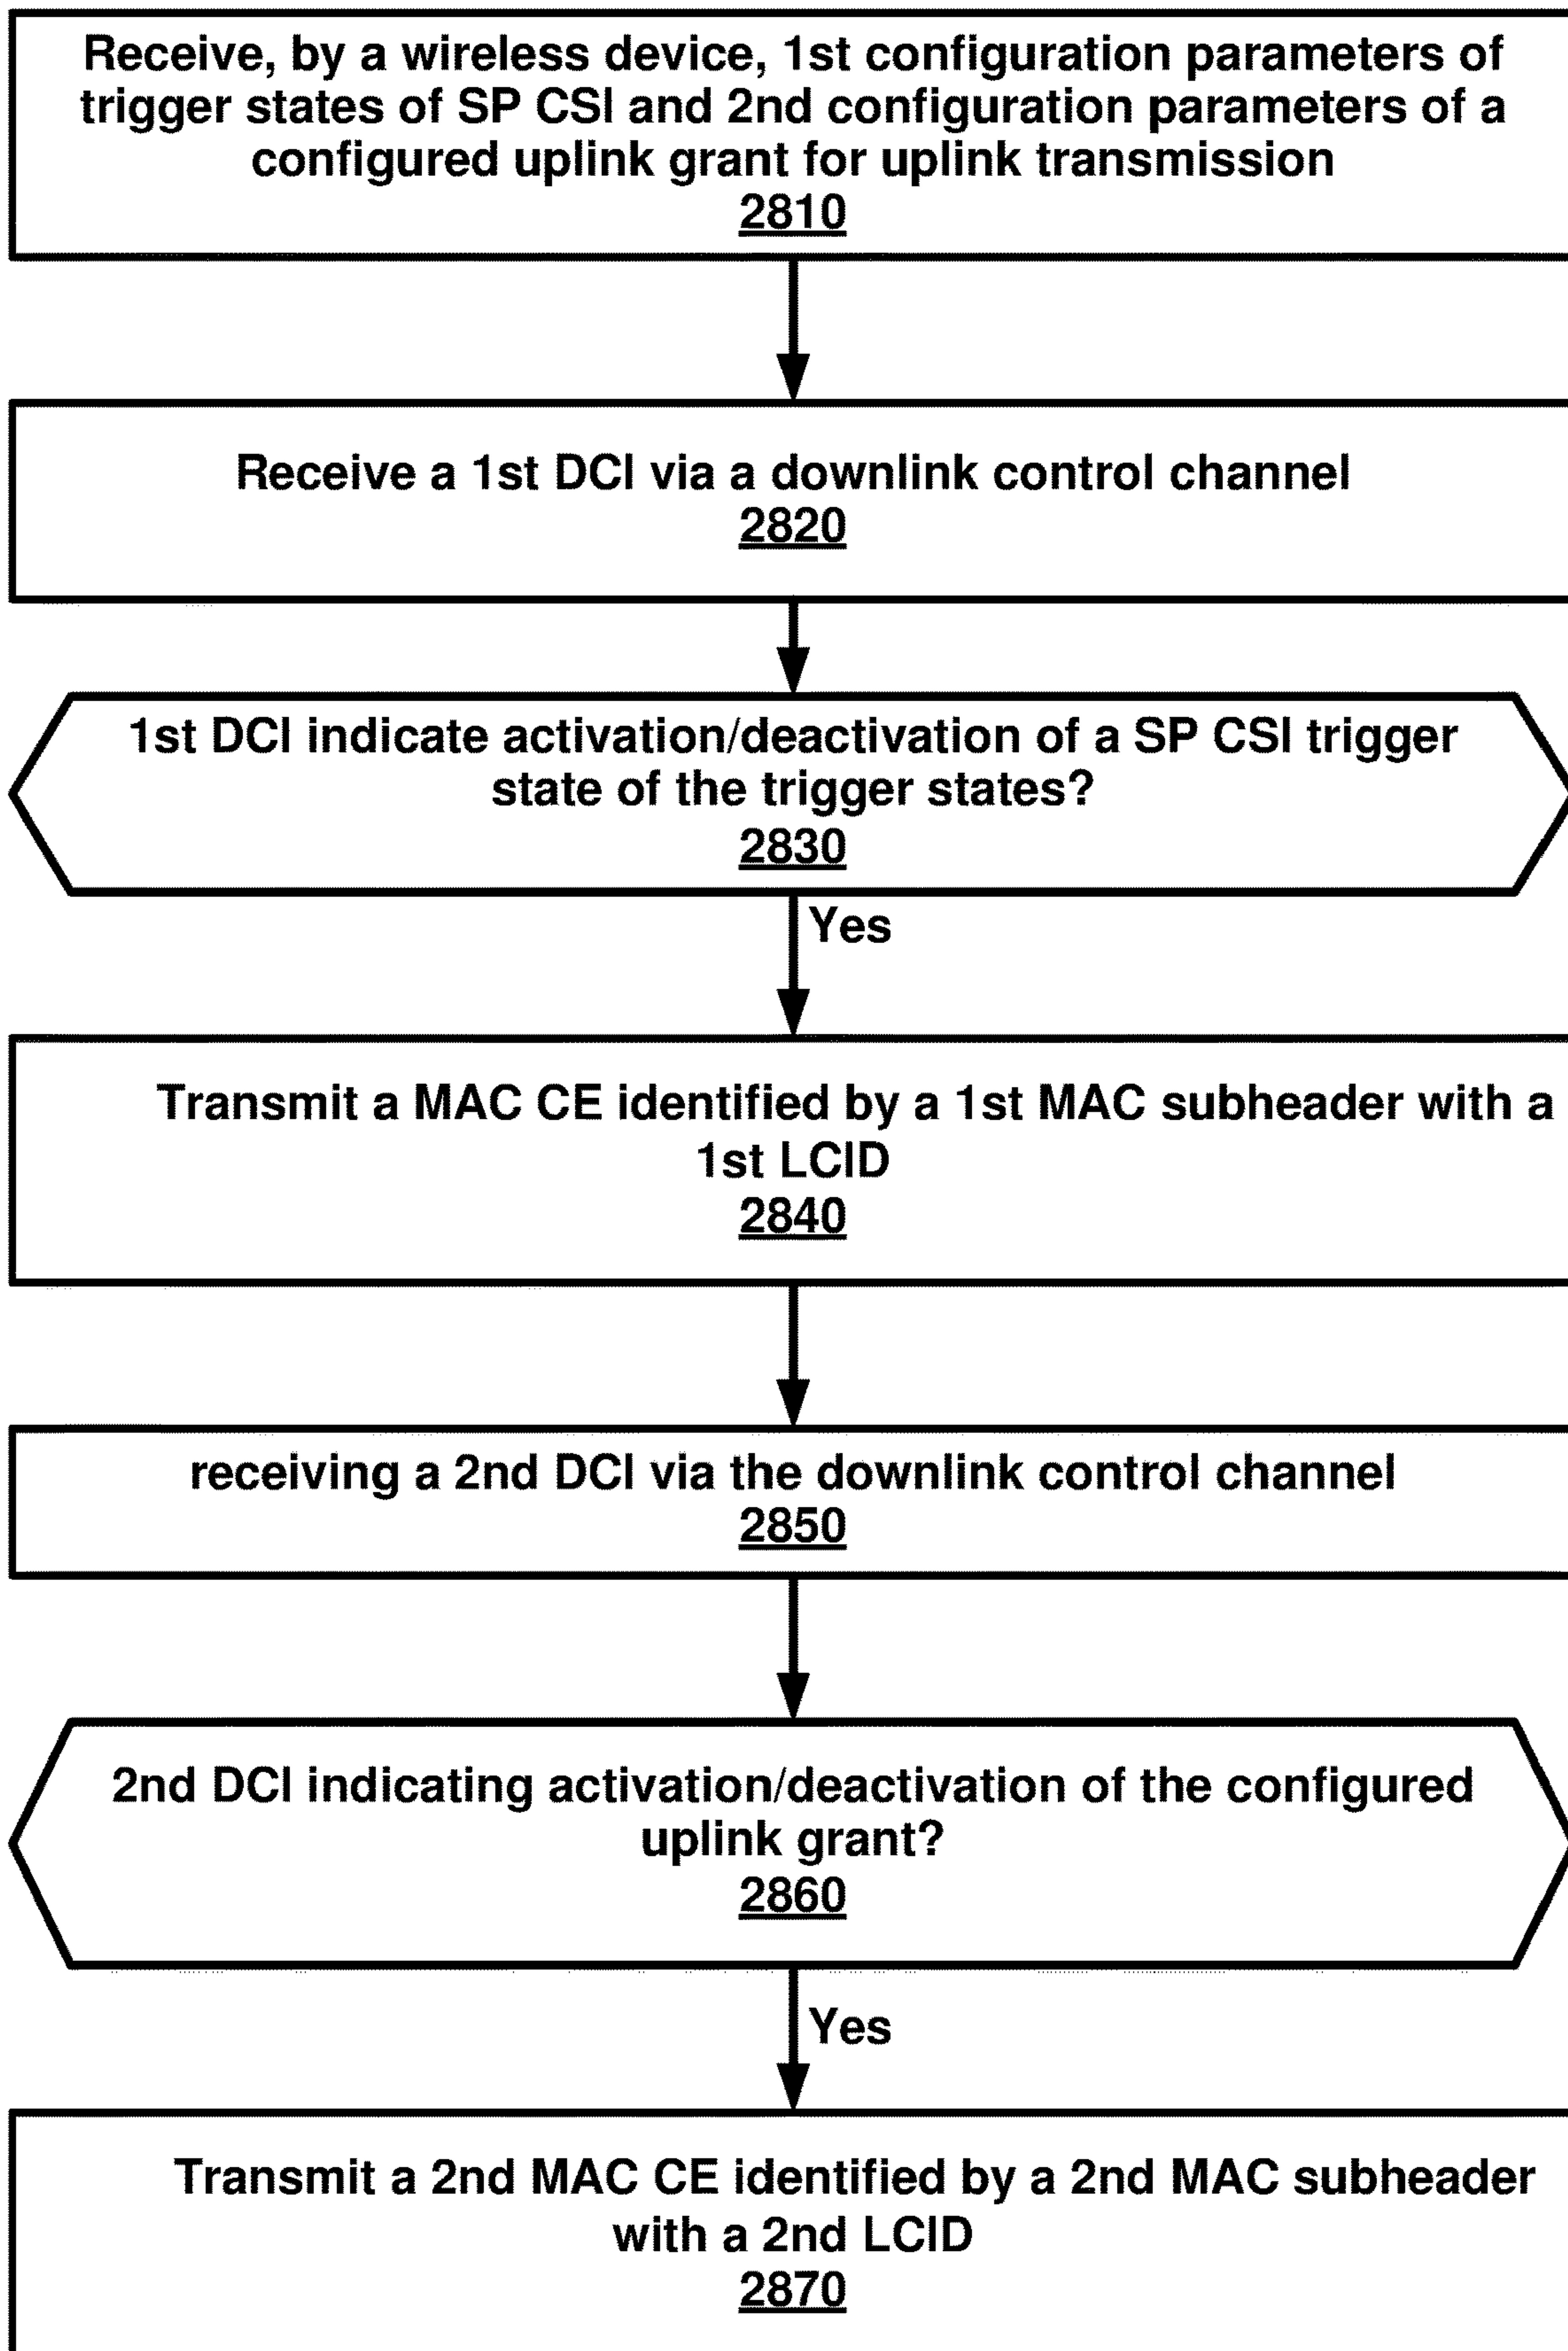 Receive, by a wireless device, 1st configuration parameters of
trigger states of SP CSI and 2nd configuration parameters of a
configured uplink grant for uplink transmission
2810
Receive a 1st DCI via a downlink control channel
2820
1st DCI indicate activation/deactivation of a SP CSI trigger
state of the trigger states?
2830
Yes
Transmit a MAC CE identified by a 1st MAC subheader with a
1st LCID
2840
receiving a 2nd DCI via the downlink control channel
2850
2nd DCI indicating activation/deactivation of the configured
uplink grant?
2860
Yes
Transmit a 2nd MAC CE identified by a 2nd MAC subheader
with a 2nd LCID
2870